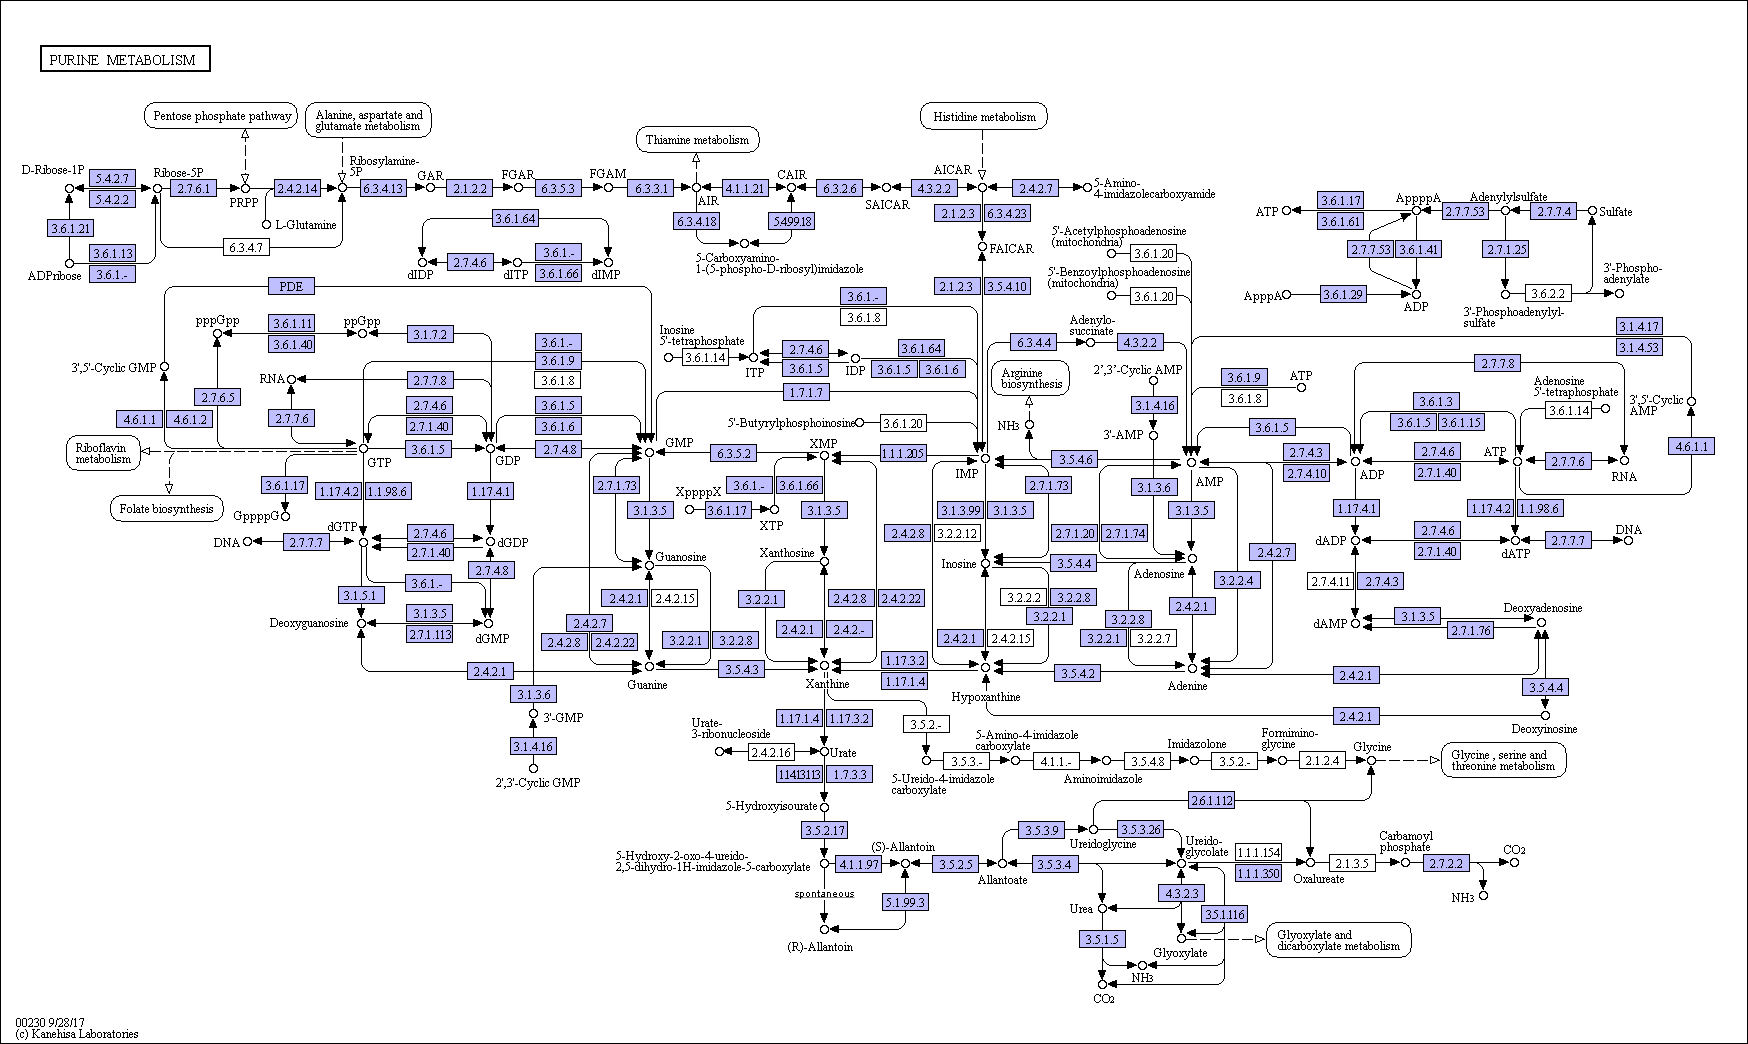 PURINE METABOLISM
Pentose phosphate pathway
Alanine, aspartate and
glutamate metabolism
Thiamine metabolism
Histidine metabolism
D-Ribose-1P
5.4.2.7
5.4.2.2
Ribose-5P
2.7.6.1
PRPP
2.4.2.14
Ribosylamine-
5P
6.3.4.13
GAR
2.1.2.2
FGAR
6.3.5.3
FGAM
6.3.3.1
AIR
4.1.1.21
CAIR
6.3.2.6
SAICAR
4.3.2.2
AICAR
2.4.2.7
5-Amino-
4-imidazolecarboxyamide
3.6.1.21
3.6.1.13
3.6.1.-
ADPribose
L-Glutamine
6.3.4.7
3.6.1.64
dIDP
2.7.4.6
dITP
3.6.1.-
3.6.1.66
dIMP
6.3.4.18
5.4.99.18
5-Carboxyamino-
1-(5-phospho-D-ribosyl)imidazole
2.1.2.3
6.3.4.23
FAICAR
2.1.2.3
3.5.4.10
5'-Acetylphosphoadenosine
(mitochondria)
3.6.1.20
5'-Benzoylphosphoadenosine
(mitochondria)
3.6.1.20
ATP
3.6.1.17
3.6.1.61
AppppA
2.7.7.53
Adenylylsulfate
2.7.7.4
Sulfate
2.7.7.53
3.6.1.41
2.7.1.25
ApppA
3.6.1.29
ADP
3.6.2.2
3'-Phospho-
adenylate
3'-Phosphoadenylyl-
sulfate
PDE
pppGpp
3.6.1.11
3.6.1.40
ppGpp
3.1.7.2
3.6.1.-
3.6.1.9
3.6.1.8
3',5'-Cyclic GMP
RNA
2.7.7.8
2.7.6.5
4.6.1.1
4.6.1.2
2.7.7.6
2.7.4.6
2.7.1.40
3.6.1.5
3.6.1.6
Riboflavin
metabolism
GTP
3.6.1.5
GDP
2.7.4.8
GMP
Folate biosynthesis
3.6.1.17
GppppG
1.17.4.2
1.1.98.6
1.17.4.1
Inosine
5'-tetraphosphate
3.6.1.14
3.6.1.-
3.6.1.8
ITP
2.7.4.6
3.6.1.5
IDP
3.6.1.64
3.6.1.5
3.6.1.6
1.7.1.7
5'-Butyrylphosphoinosine
3.6.1.20
6.3.5.2
XMP
1.1.1.205
IMP
6.3.4.4
Adenylo-
succinate
4.3.2.2
Arginine
biosynthesis
NH3
2',3'-Cyclic AMP
3.1.4.16
3'-AMP
3.5.4.6
AMP
3.1.3.6
3.6.1.9
3.6.1.8
ATP
3.6.1.5
2.7.4.3
2.7.4.10
ADP
2.7.7.8
3.6.1.3
3.6.1.5
3.6.1.15
2.7.4.6
2.7.1.40
ATP
2.7.7.6
RNA
3.1.4.17
3.1.4.53
Adenosine
5'-tetraphosphate
3.6.1.14
3',5'-Cyclic
AMP
4.6.1.1
2.7.1.73
3.1.3.5
XppppX
3.6.1.17
3.6.1.-
3.6.1.66
XTP
3.1.3.5
2.7.1.73
3.1.3.99
3.1.3.5
2.4.2.8
3.2.2.12
2.7.1.20
2.7.1.74
3.1.3.5
2.4.2.7
1.17.4.1
1.17.4.2
1.1.98.6
DNA
2.7.7.7
dGTP
2.7.4.6
2.7.1.40
dGDP
2.7.4.8
3.6.1.-
3.1.5.1
3.1.3.5
2.7.1.113
Deoxyguanosine
dGMP
Guanosine
2.4.2.1
2.4.2.15
2.4.2.7
2.4.2.8
2.4.2.22
3.2.2.1
3.2.2.8
Guanine
2.4.2.1
3.5.4.3
Xanthosine
3.2.2.1
2.4.2.8
2.4.2.22
2.4.2.1
2.4.2.-
Xanthine
Inosine
3.5.4.4
Adenosine
3.2.2.2
3.2.2.8
3.2.2.1
2.4.2.1
2.4.2.15
3.2.2.4
2.4.2.1
3.2.2.8
3.2.2.1
3.2.2.7
1.17.3.2
1.17.1.4
Hypoxanthine
3.5.4.2
Adenine
dADP
2.7.4.6
2.7.1.40
dATP
2.7.7.7
DNA
2.7.4.11
2.7.4.3
dAMP
3.1.3.5
2.7.1.76
Deoxyadenosine
2.4.2.1
3.5.4.4
2.4.2.1
Deoxyinosine
3.1.3.6
3'-GMP
3.1.4.16
2',3'-Cyclic GMP
1.17.1.4
1.17.3.2
Urate-
3-ribonucleoside
2.4.2.16
Urate
1.14.13.113
1.7.3.3
5-Hydroxyisourate
3.5.2.17
3.5.2.-
5-Ureido-4-imidazole
carboxylate
3.5.3.-
5-Amino-4-imidazole
carboxylate
4.1.1.-
Aminoimidazole
3.5.4.8
Imidazolone
3.5.2.-
Formimino-
glycine
2.1.2.4
Glycine
Glycine , serine and
threonine metabolism
2.6.1.112
5-Hydroxy-2-oxo-4-ureido-
2,5-dihydro-1H-imidazole-5-carboxylate
4.1.1.97
(S)-Allantoin
3.5.2.5
Allantoate
3.5.3.9
Ureidoglycine
3.5.3.26
3.5.3.4
Ureido-
glycolate
1.1.1.154
1.1.1.350
Oxalureate
2.1.3.5
Carbamoyl
phosphate
2.7.2.2
CO2
NH3
spontaneous
5.1.99.3
(R)-Allantoin
Urea
4.3.2.3
3.5.1.116
3.5.1.5
Glyoxylate
Glyoxylate and
dicarboxylate metabolism
NH3
CO2
00230 9/28/17
(c) Kanehisa Laboratories